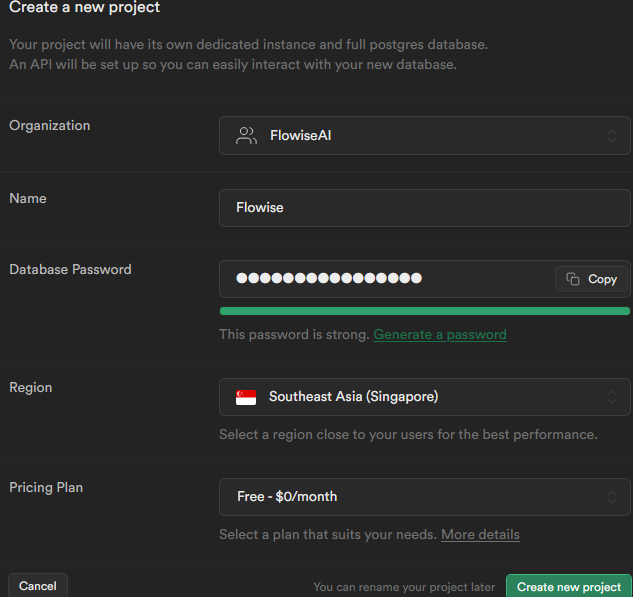 Create a new project
Your project will have its own dedicated instance and full postgres database.
An API will be set up so you can easily interact with your new database.
Organization
FlowiseAI
Name
Flowise
Database Password
●●●●●●●●●●●●●●●●
Copy
This password is strong. Generate a password
Region
Southeast Asia (Singapore)
Select a region close to your users for the best performance.
Pricing Plan
Free - $0/month
Select a plan that suits your needs. More details
Cancel
You can rename your project later
Create new project